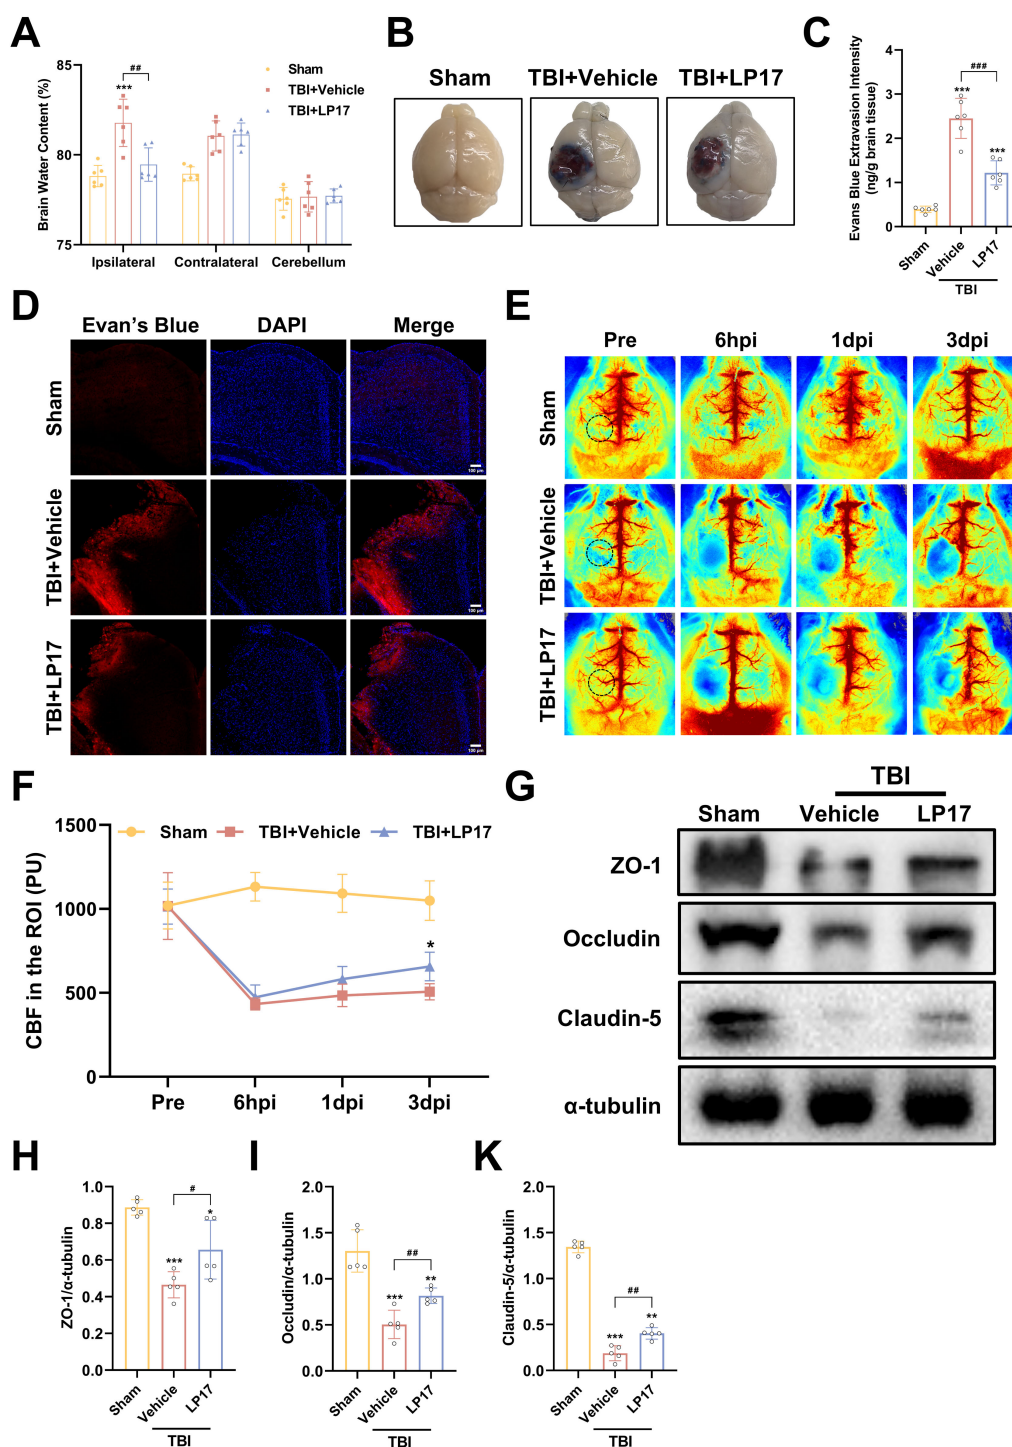 A
Brain Water Content (%)
85
80
75
Sham
TBI+Vehicle
TBI+LP17
***
##
Ipsilateral
Contralateral
Cerebellum
B
Sham
TBI+Vehicle
TBI+LP17
C
Evans Blue Extravasion Intensity
(ng/g brain tissue)
4
3
2
1
0
***
###
***
Sham
Vehicle
LP17
TBI
D
Evan's Blue
DAPI
Merge
Sham
TBI+Vehicle
TBI+LP17
100 μm
100 μm
100 μm
E
Pre
6hpi
1dpi
3dpi
Sham
TBI+Vehicle
TBI+LP17
F
CBF in the ROI (PU)
1500
1000
500
0
Sham
TBI+Vehicle
TBI+LP17
*
Pre
6hpi
1dpi
3dpi
G
TBI
Sham
Vehicle
LP17
ZO-1
Occludin
Claudin-5
α-tubulin
H
ZO-1/α-tubulin
1.0
0.8
0.6
0.4
0.2
0.0
#
***
*
Sham
Vehicle
LP17
TBI
I
Occludin/α-tubulin
2.0
1.5
1.0
0.5
0.0
##
***
**
Sham
Vehicle
LP17
TBI
K
Claudin-5/α-tubulin
2.0
1.5
1.0
0.5
0.0
##
***
**
Sham
Vehicle
LP17
TBI